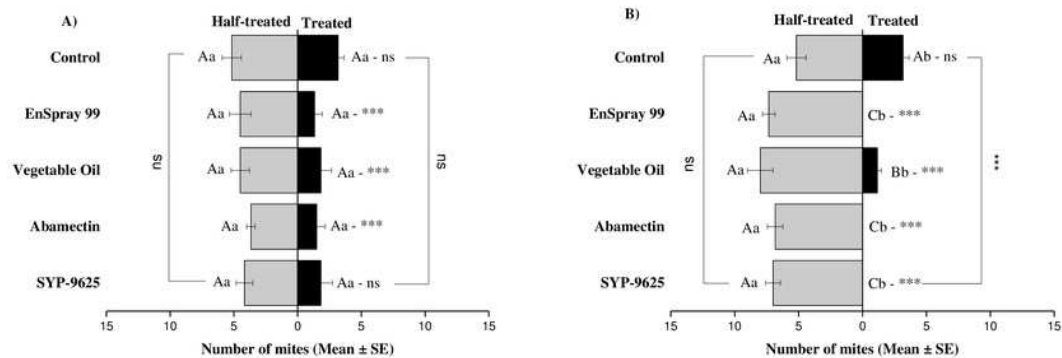 A)
Half-treated Treated
Control Aa Aa - ns
EnSpray 99 Aa Aa - ***
Vegetable Oil Aa Aa - ***
Abamectin Aa Aa - ***
SYP-9625 Aa Aa - ns
ns
ns
15 10 5 0 5 10 15
Number of mites (Mean ± SE)
B)
Half-treated Treated
Control Aa Ab - ns
EnSpray 99 Aa Cb - ***
Vegetable Oil Aa Bb - ***
Abamectin Aa Cb - ***
SYP-9625 Aa Cb - ***
ns
***
15 10 5 0 5 10 15
Number of mites (Mean ± SE)